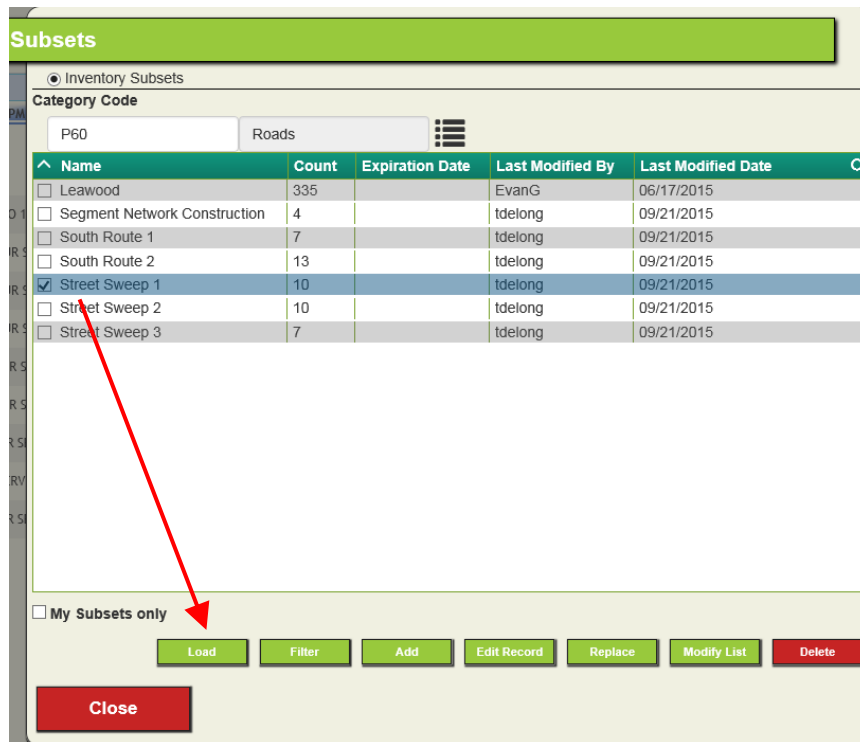 Subsets
Inventory Subsets
Category Code
P60 Roads
Name Count Expiration Date Last Modified By Last Modified Date
Leawood 335 EvanG 06/17/2015
Segment Network Construction 4 tdelong 09/21/2015
South Route 1 7 tdelong 09/21/2015
South Route 2 13 tdelong 09/21/2015
Street Sweep 1 10 tdelong 09/21/2015
Street Sweep 2 10 tdelong 09/21/2015
Street Sweep 3 7 tdelong 09/21/2015
My Subsets only
Load Filter Add Edit Record Replace Modify List Delete
Close